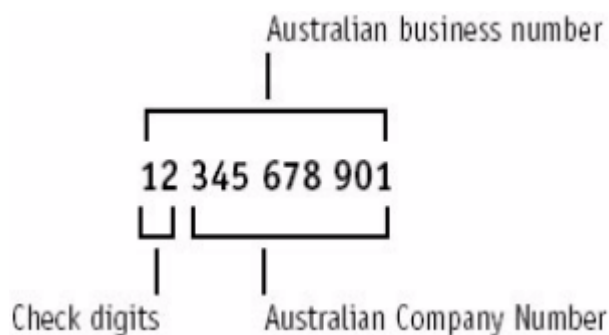 Australian business number
12 345 678 901
Check digits
Australian Company Number